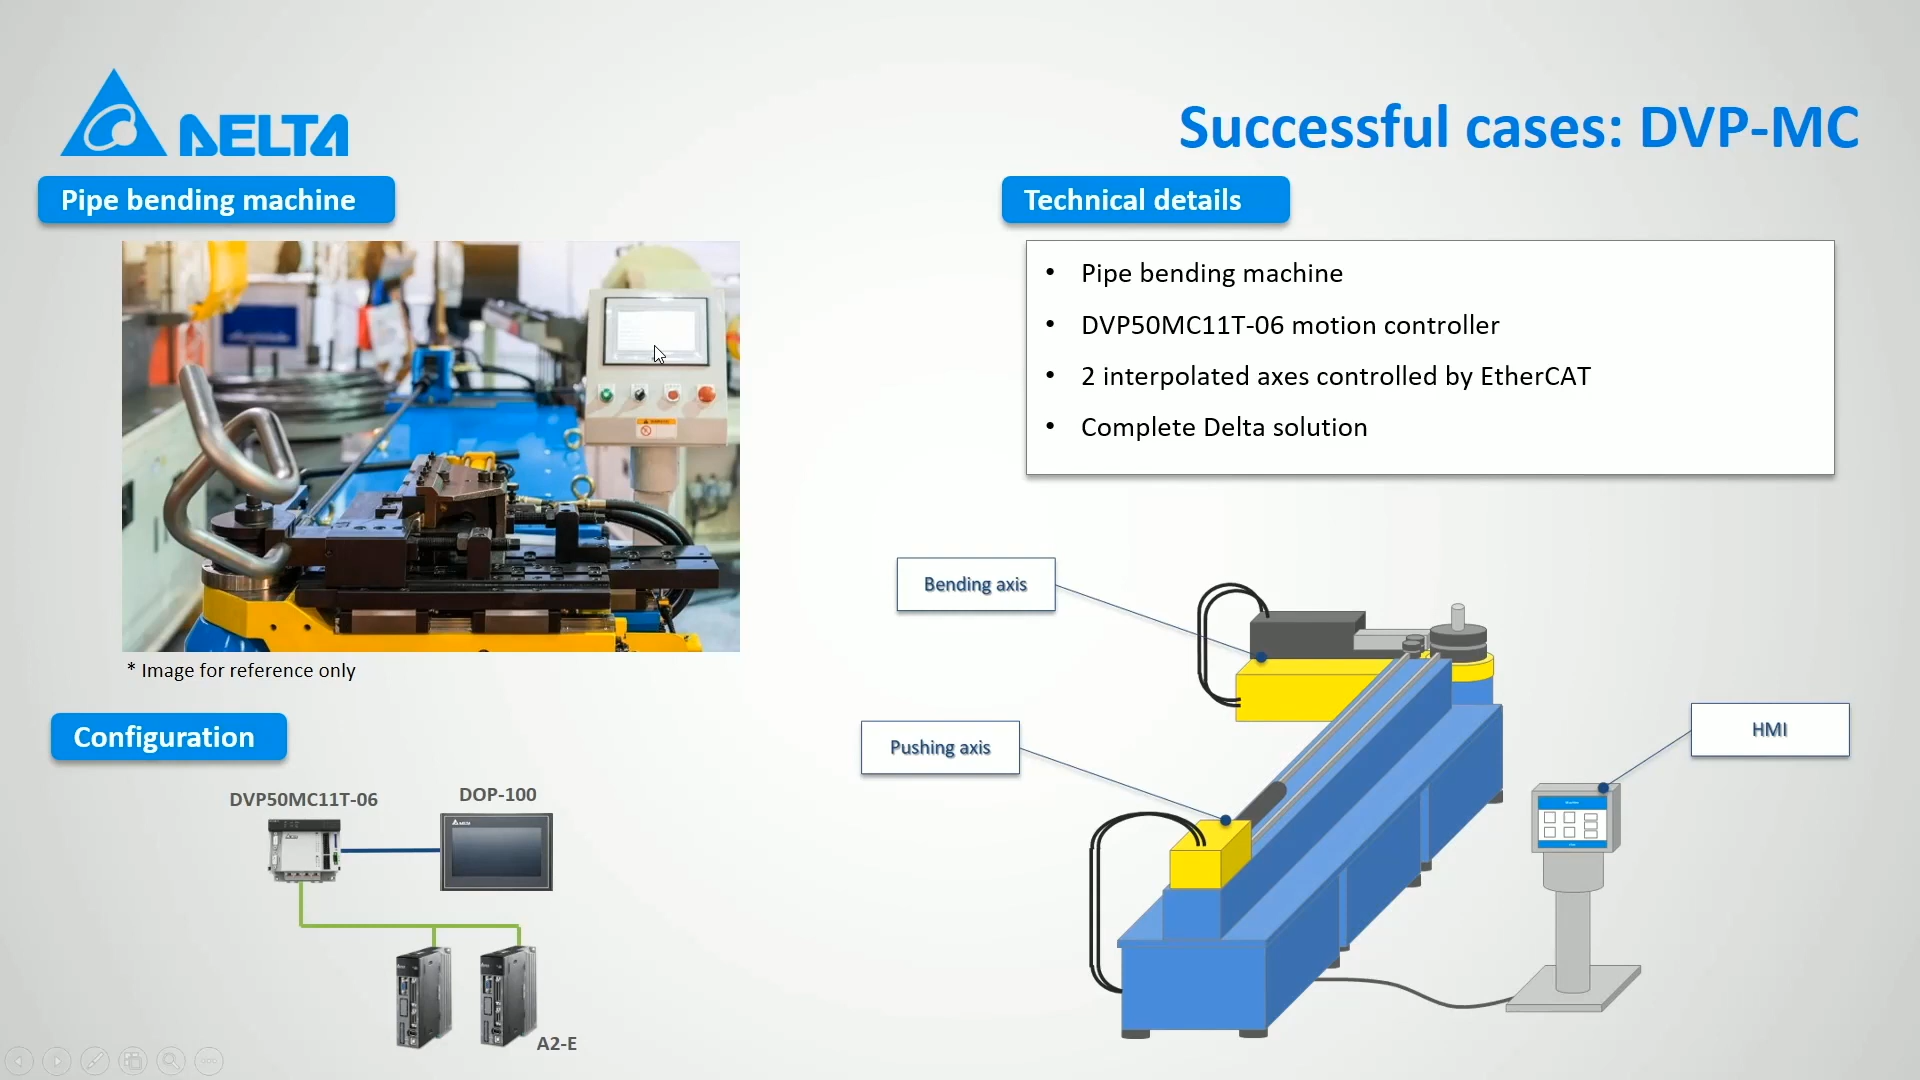 DELTA
Successful cases: DVP-MC
Pipe bending machine
* Image for reference only
Technical details
• Pipe bending machine
• DVP50MC11T-06 motion controller
• 2 interpolated axes controlled by EtherCAT
• Complete Delta solution
Configuration
DVP50MC11T-06
DOP-100
DELTA
A2-E
Bending axis
Pushing axis
HMI